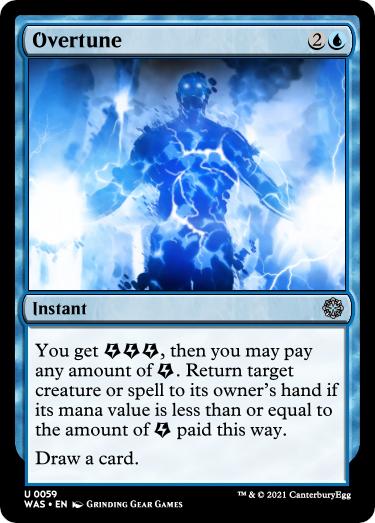 Overtune 2
Instant
You get , then you may pay
any amount of . Return target
creature or spell to its owner's hand if
its mana value is less than or equal to
the amount of paid this way.
Draw a card.
U 0059
WAS • EN GRINDING GEAR GAMES
™ & © 2021 CanterburyEgg